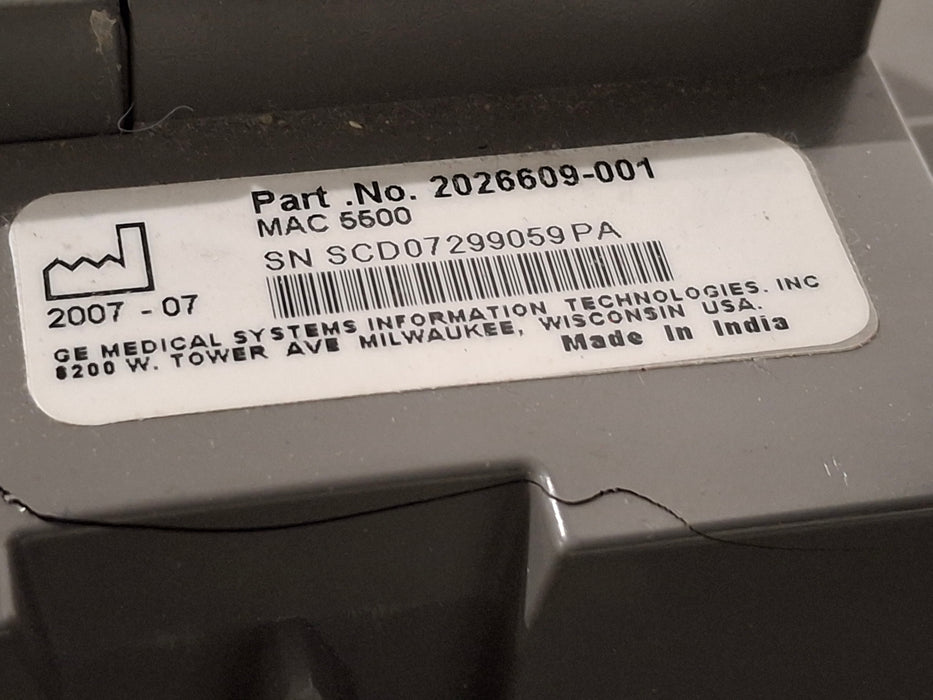 Part .No. 2026609-001
MAC 5500
SN SCD07299059PA
2007 - 07
GE MEDICAL SYSTEMS INFORMATION TECHNOLOGIES. INC
8200 W. TOWER AVE MILWAUKEE, WISCONSIN USA.
Made In India